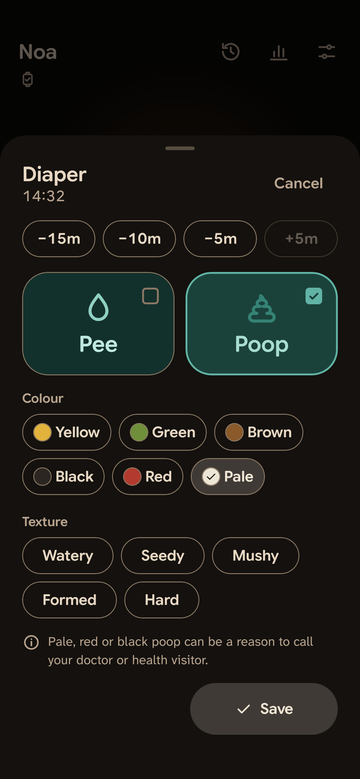 Noa
Diaper
14:32
Cancel
−15m
−10m
−5m
+5m
Pee
Poop
Colour
Yellow
Green
Brown
Black
Red
Pale
Texture
Watery
Seedy
Mushy
Formed
Hard
Pale, red or black poop can be a reason to call
your doctor or health visitor.
Save